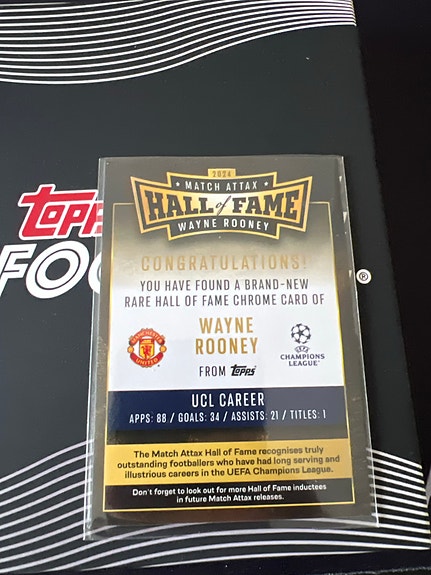 TOPP
FOO
®
2024
MATCH ATTAX
HALL of FAME
WAYNE ROONEY
CONGRATULATIONS!
YOU HAVE FOUND A BRAND-NEW
RARE HALL OF FAME CHROME CARD OF
MANCHESTER
UNITED
WAYNE
ROONEY
FROM Topps
UEFA
CHAMPIONS
LEAGUE
UCL CAREER
APPS: 88 / GOALS: 34 / ASSISTS: 21 / TITLES: 1
The Match Attax Hall of Fame recognises truly
outstanding footballers who have had long serving and
illustrious careers in the UEFA Champions League.
Don't forget to look out for more Hall of Fame inductees
in future Match Attax releases.